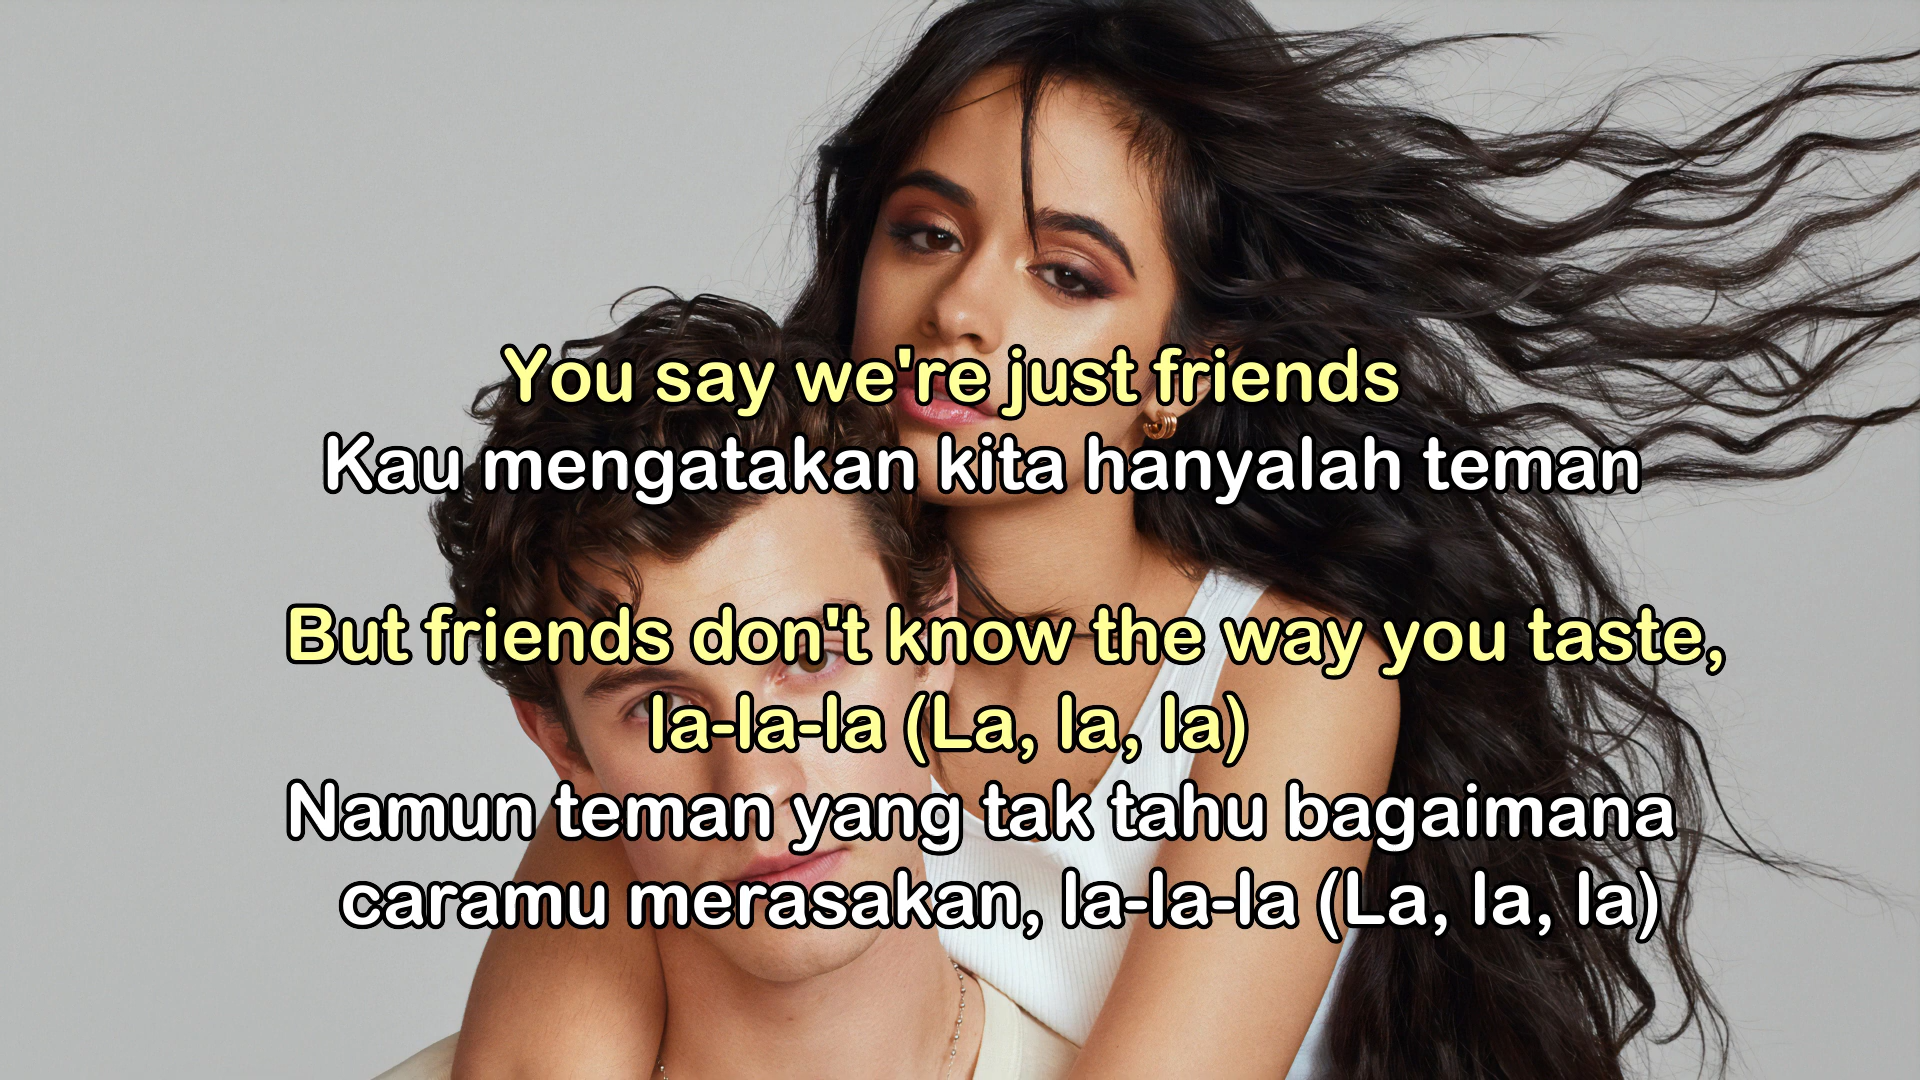 You say we're just friends
Kau mengatakan kita hanyalah teman
But friends don't know the way you taste,
la-la-la (La, la, la)
Namun teman yang tak tahu bagaimana
caramu merasakan, la-la-la (La, la, la)